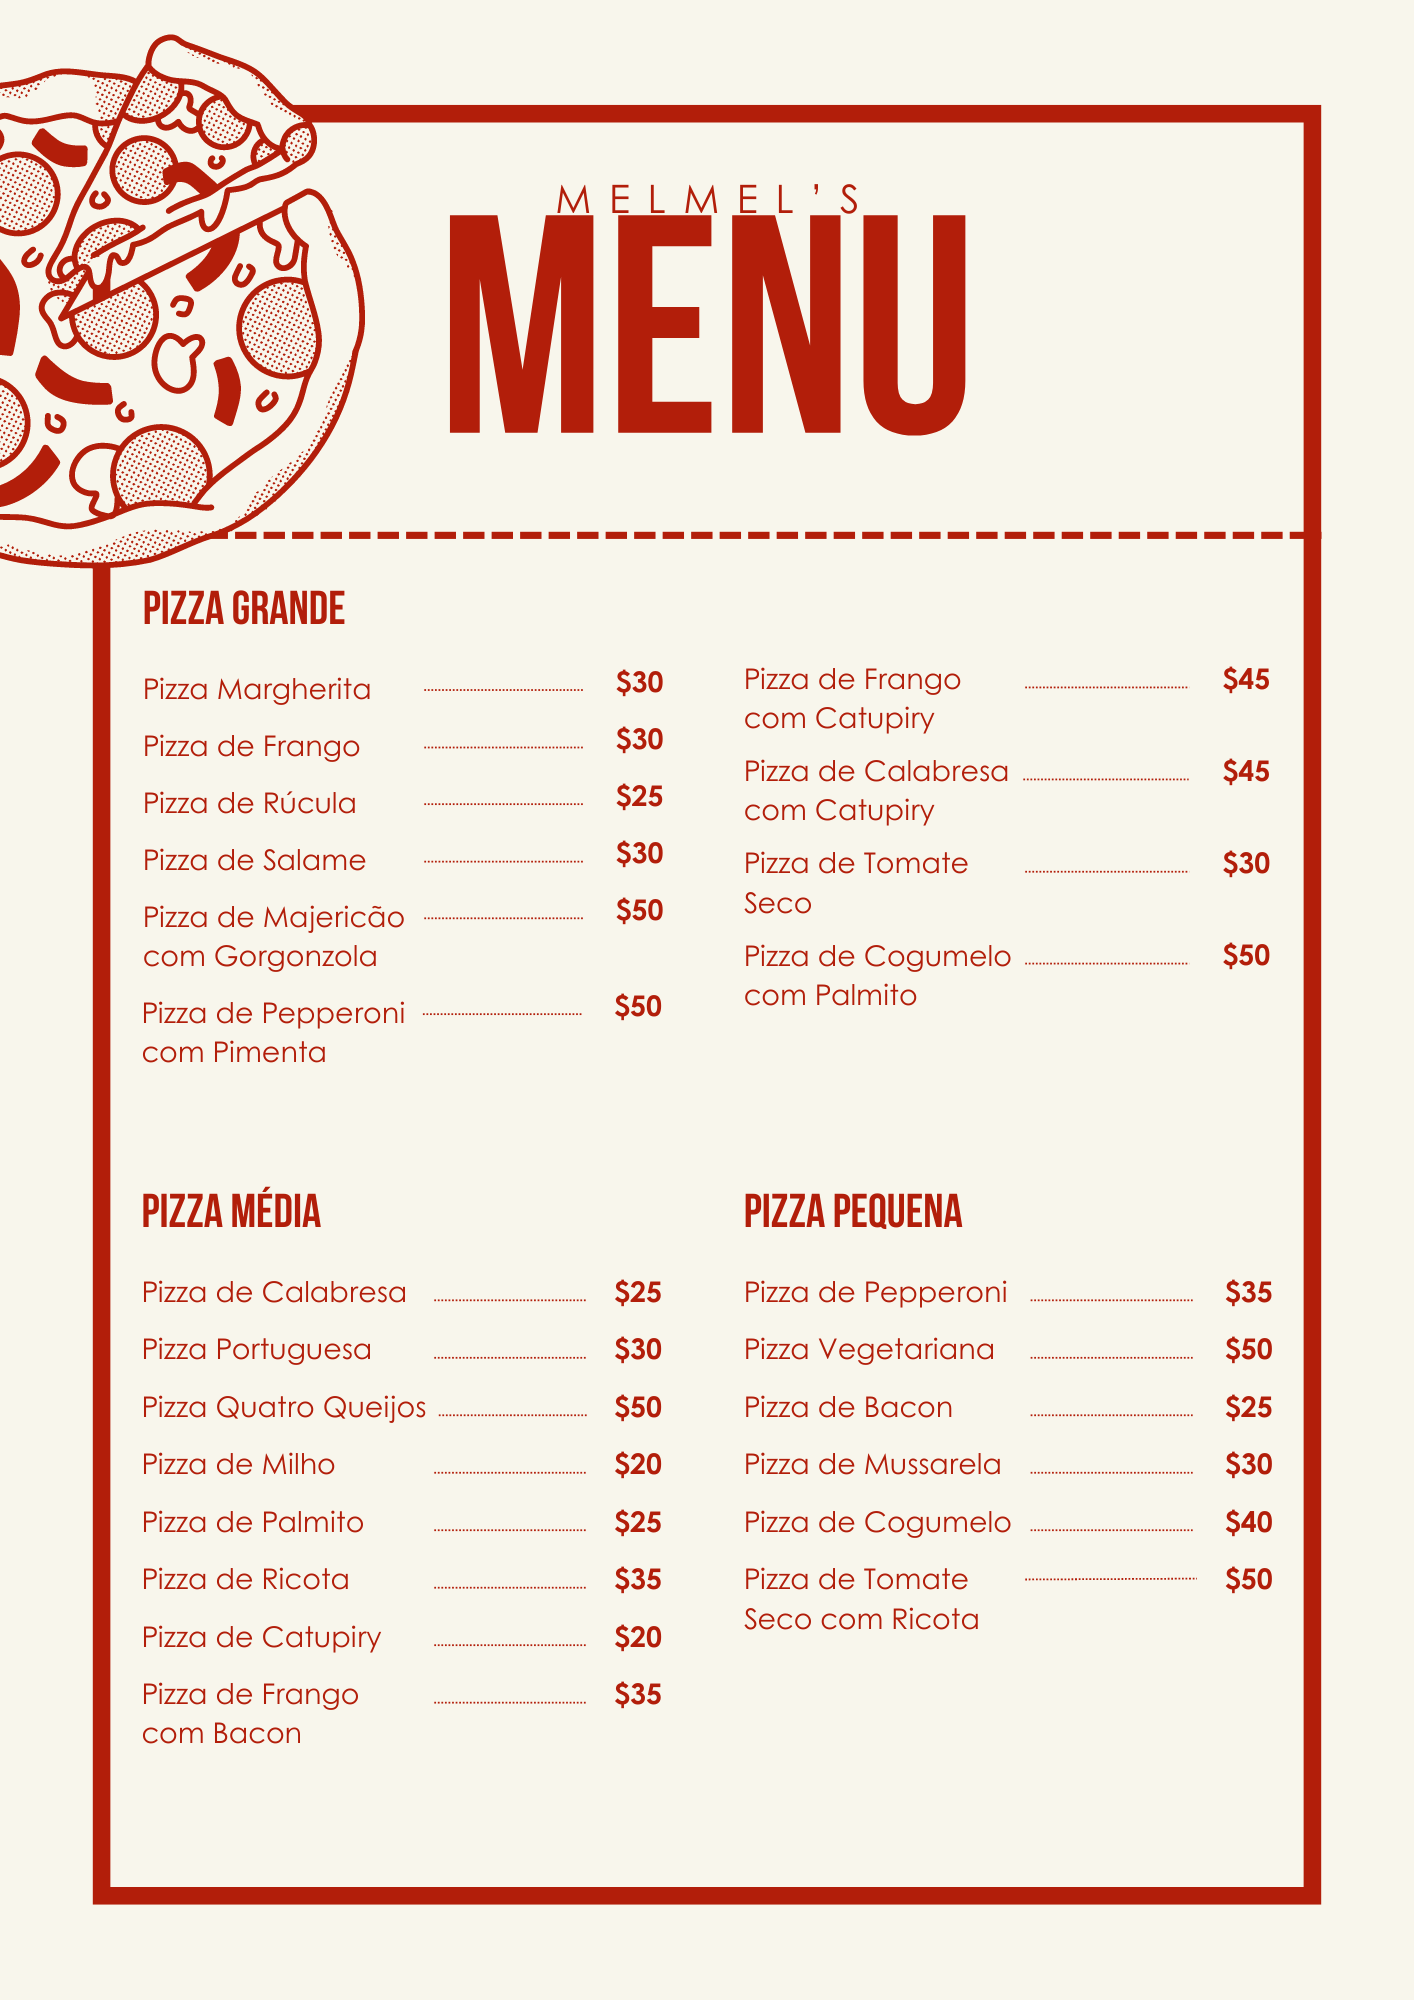 MELMEL'S
MENU
PIZZA GRANDE
Pizza Margherita $30
Pizza de Frango $30
Pizza de Rúcula $25
Pizza de Salame $30
Pizza de Majericão $50
com Gorgonzola
Pizza de Pepperoni $50
com Pimenta
Pizza de Frango $45
com Catupiry
Pizza de Calabresa $45
com Catupiry
Pizza de Tomate $30
Seco
Pizza de Cogumelo $50
com Palmito
PIZZA MÉDIA
Pizza de Calabresa $25
Pizza Portuguesa $30
Pizza Quatro Queijos $50
Pizza de Milho $20
Pizza de Palmito $25
Pizza de Ricota $35
Pizza de Catupiry $20
Pizza de Frango $35
com Bacon
PIZZA PEQUENA
Pizza de Pepperoni $35
Pizza Vegetariana $50
Pizza de Bacon $25
Pizza de Mussarela $30
Pizza de Cogumelo $40
Pizza de Tomate $50
Seco com Ricota